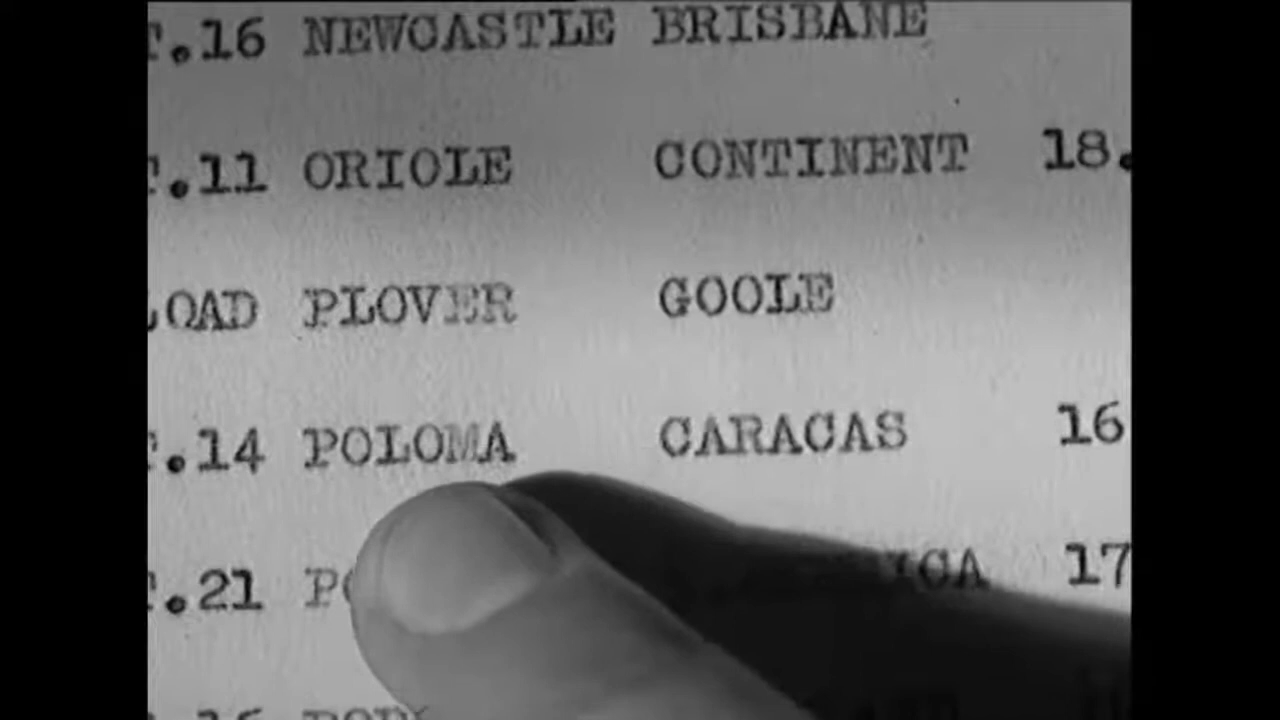 .16 NEWCASTLE BRISBANE
.11 ORIOLE CONTINENT 18.
LOAD PLOVER GOOLE
.14 POLOMA CARACAS 16
.21 17